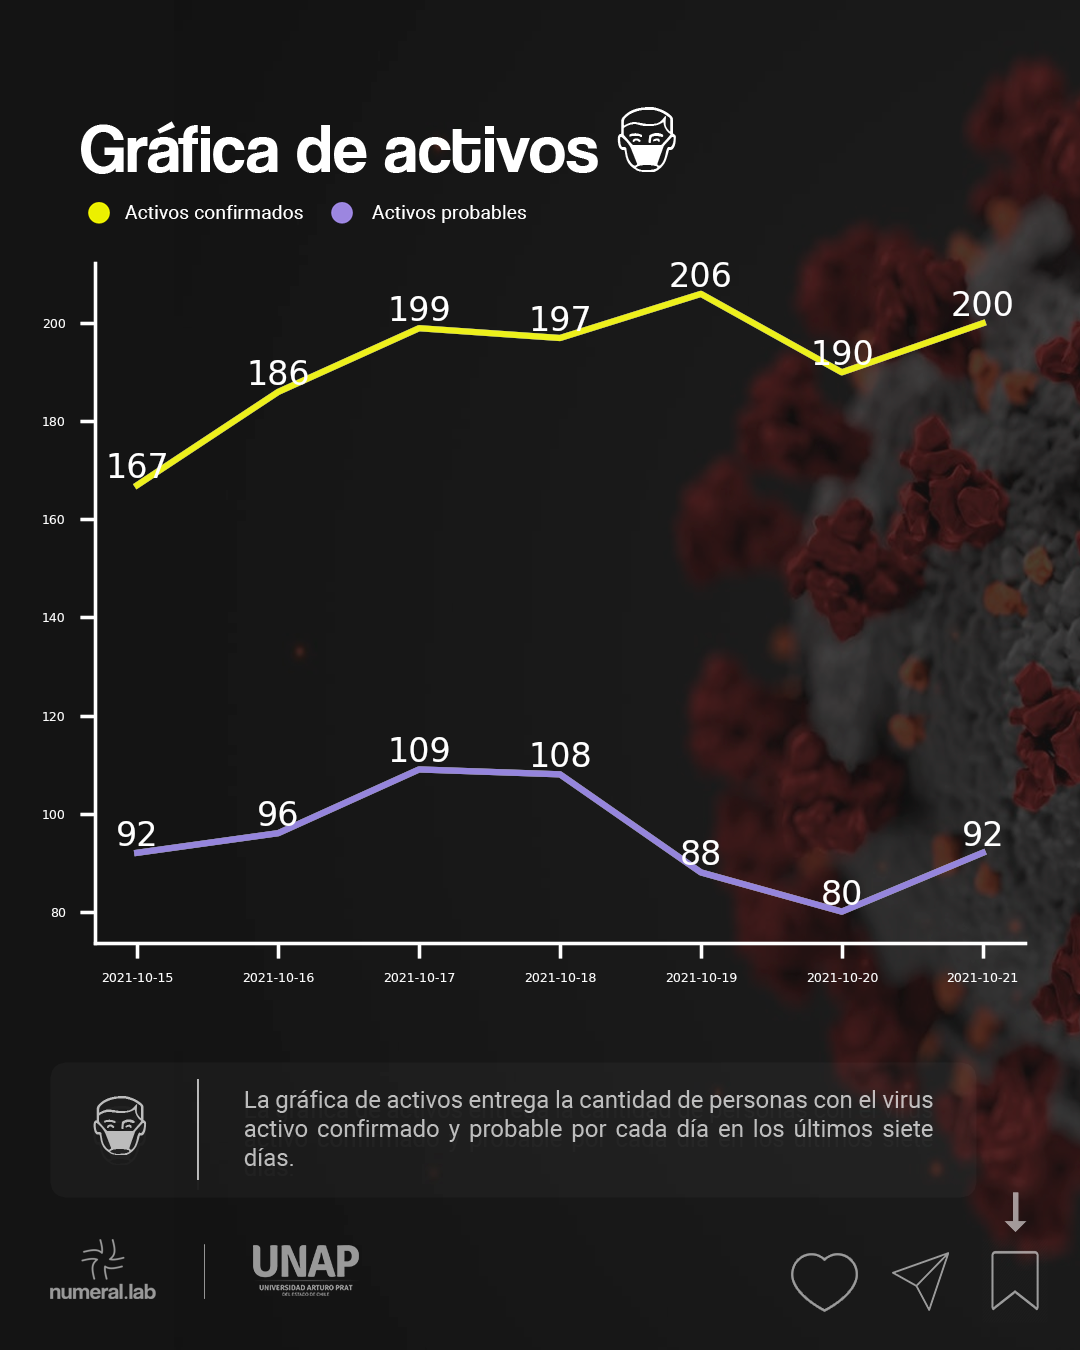 Gráfica de activos
Activos confirmados Activos probables
206
200
199
197
200
190
186
180
167
160
140
120
109
108
100
96
92
92
88
80
80
2021-10-15 2021-10-16 2021-10-17 2021-10-18 2021-10-19 2021-10-20 2021-10-21
La gráfica de activos entrega la cantidad de personas con el virus
activo confirmado y probable por cada día en los últimos siete
días.
numeral.lab
UNAP
UNIVERSIDAD ARTURO PRAT
DEL ESTADO DE CHILE